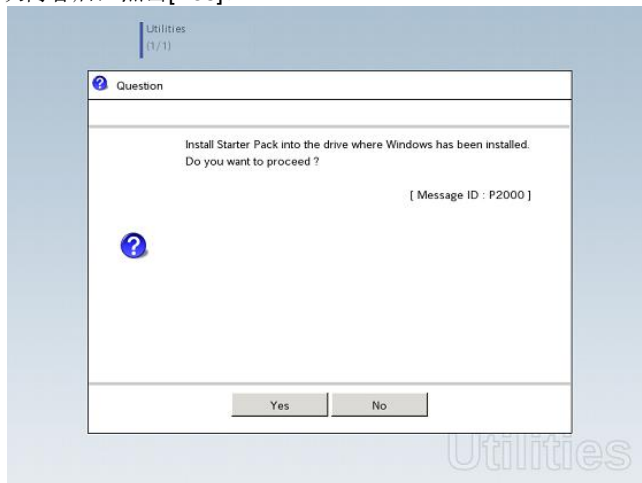 Utilities
(1/1)
Question
Install Starter Pack into the drive where Windows has been installed.
Do you want to proceed ?
[ Message ID : P2000 ]
Yes
No
Utilities